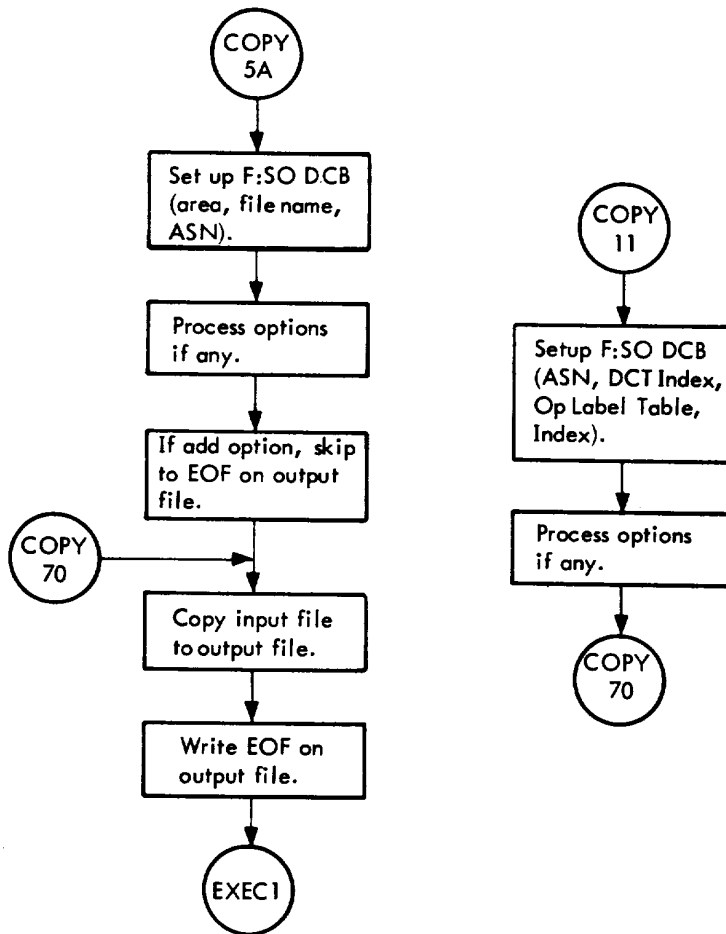 COPY
5A
Set up F:SO DCB
(area, file name,
ASN).
Process options
if any.
If add option, skip
to EOF on output
file.
COPY
70
Copy input file
to output file.
Write EOF on
output file.
EXEC1
COPY
11
Setup F:SO DCB
(ASN, DCT Index,
Op Label Table,
Index).
Process options
if any.
COPY
70